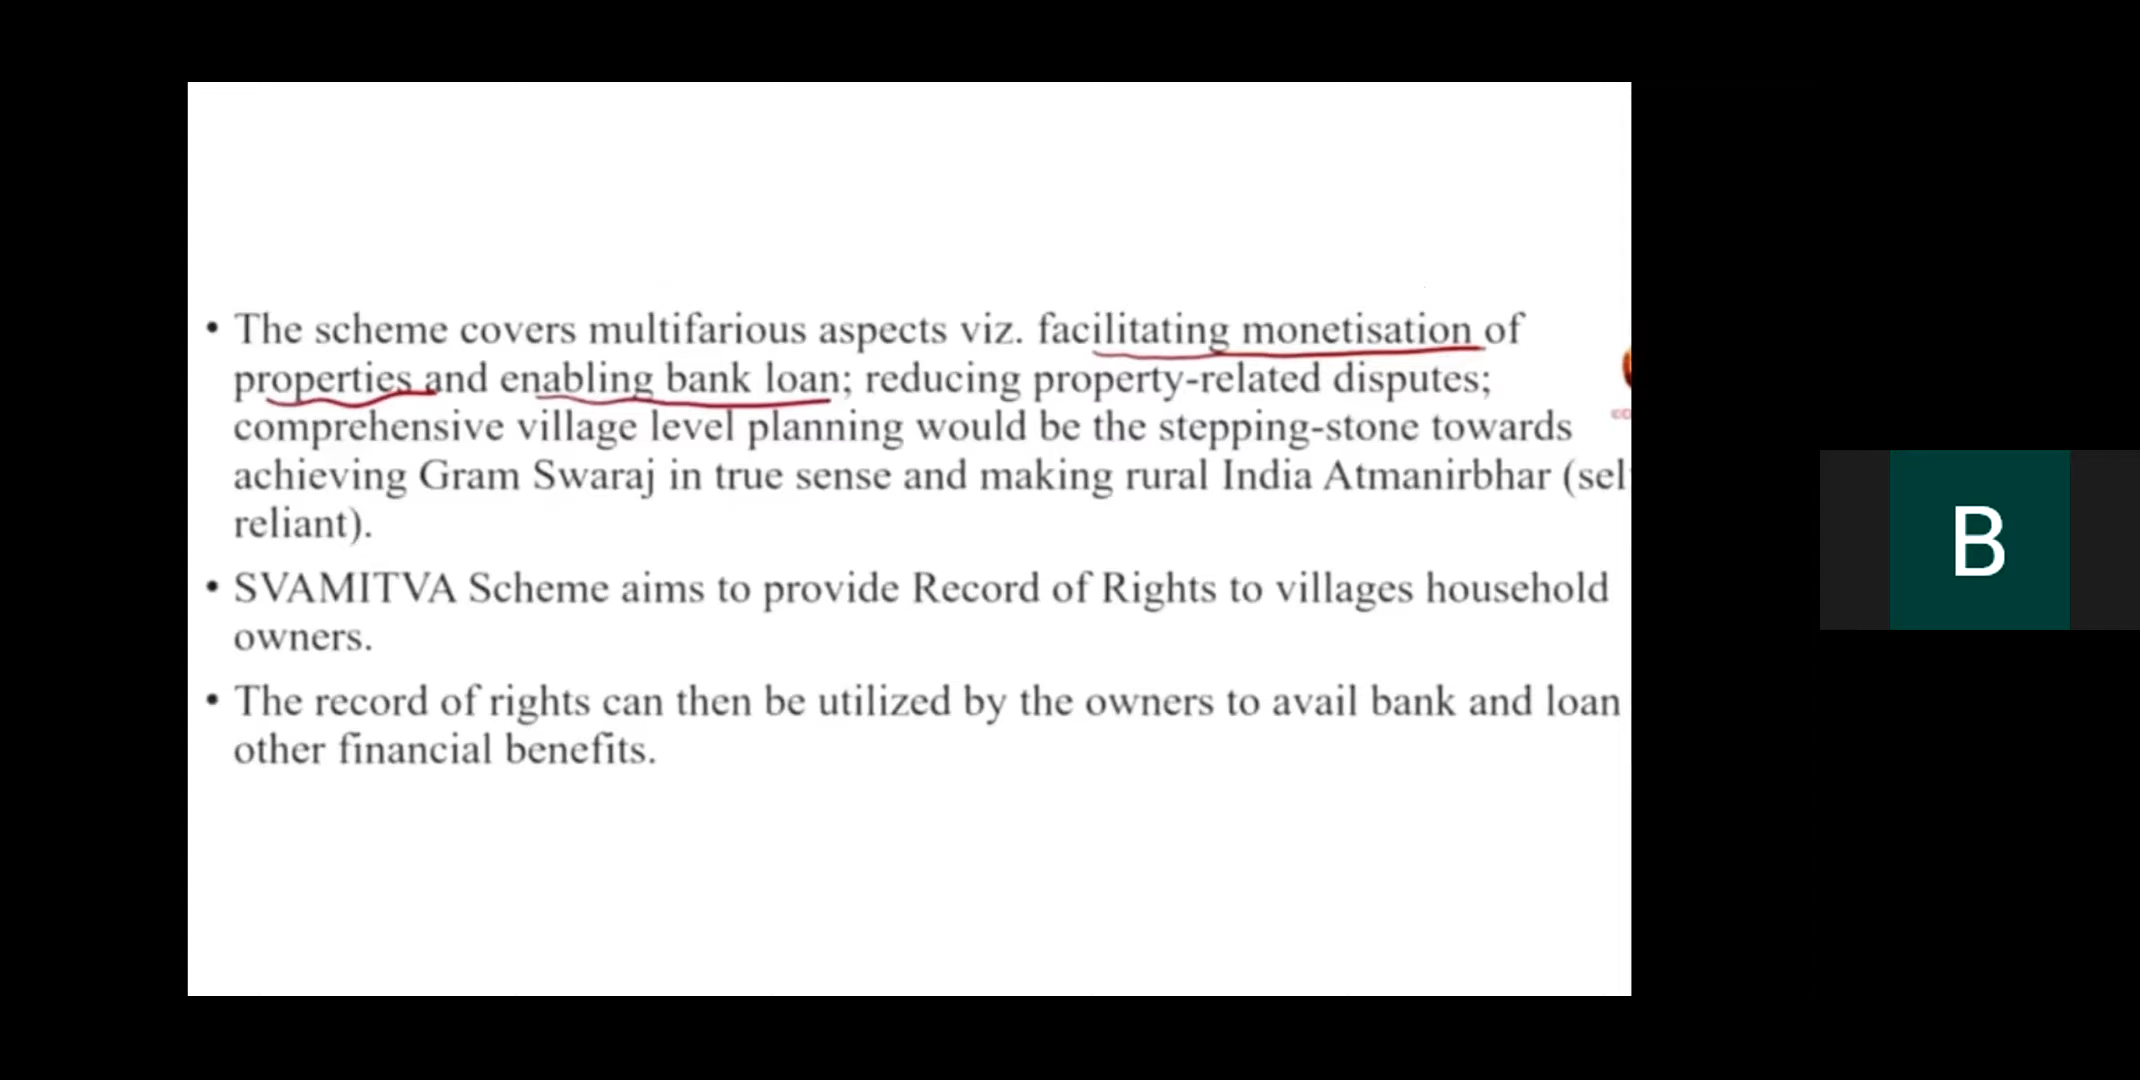 • The scheme covers multifarious aspects viz. facilitating monetisation of
properties and enabling bank loan; reducing property-related disputes;
comprehensive village level planning would be the stepping-stone towards
achieving Gram Swaraj in true sense and making rural India Atmanirbhar (sel
reliant).
• SVAMITVA Scheme aims to provide Record of Rights to villages household
owners.
• The record of rights can then be utilized by the owners to avail bank and loan
other financial benefits.
B